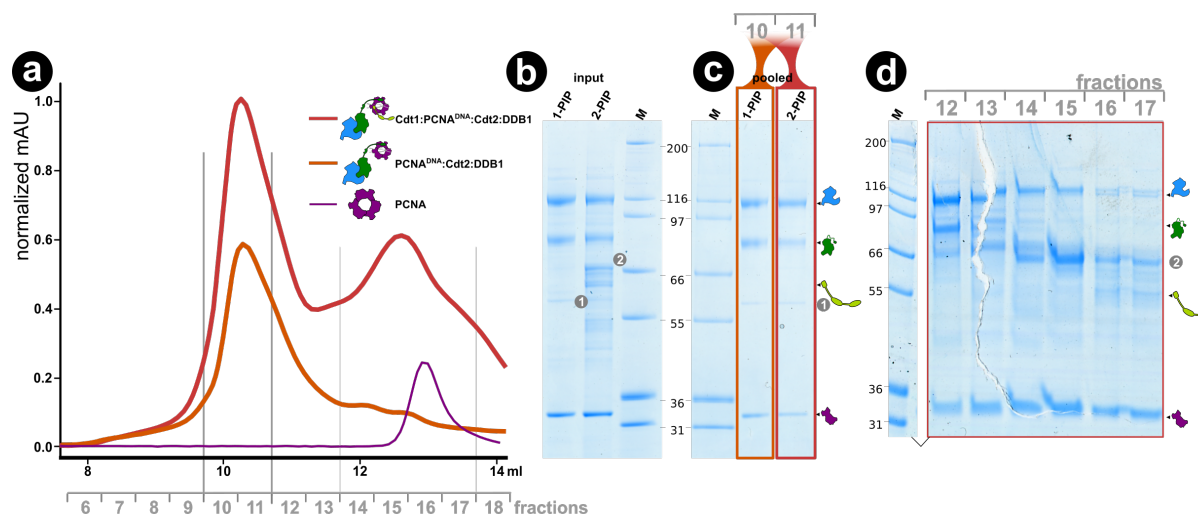 a
normalized mAU
1.0
0.8
0.6
0.4
0.2
0.0
Cdt1:PCNADNA:Cdt2:DDB1
PCNADNA:Cdt2:DDB1
PCNA
8 10 12 14 ml
6 7 8 9 10 11 12 13 14 15 16 17 18 fractions
b
input
1-PIP 2-PIP M
1
2
c
10 11
pooled
M 1-PIP 2-PIP
200
116
97
66
55
36
31
1
d
fractions
M 12 13 14 15 16 17
200
116
97
66
55
36
31
2